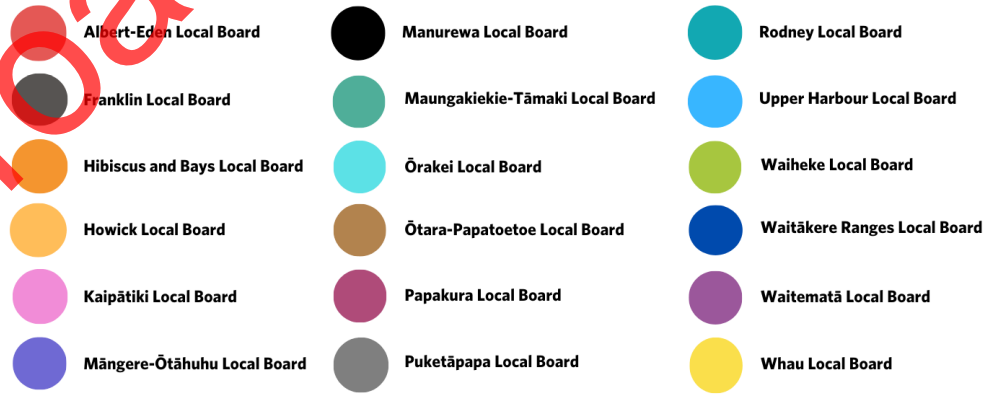 Albert-Eden Local Board
Franklin Local Board
Hibiscus and Bays Local Board
Howick Local Board
Kaipātiki Local Board
Māngere-Ōtāhuhu Local Board
Manurewa Local Board
Maungakiekie-Tāmaki Local Board
Ōrakei Local Board
Ōtara-Papatoetoe Local Board
Papakura Local Board
Puketāpapa Local Board
Rodney Local Board
Upper Harbour Local Board
Waiheke Local Board
Waitākere Ranges Local Board
Waitematā Local Board
Whau Local Board